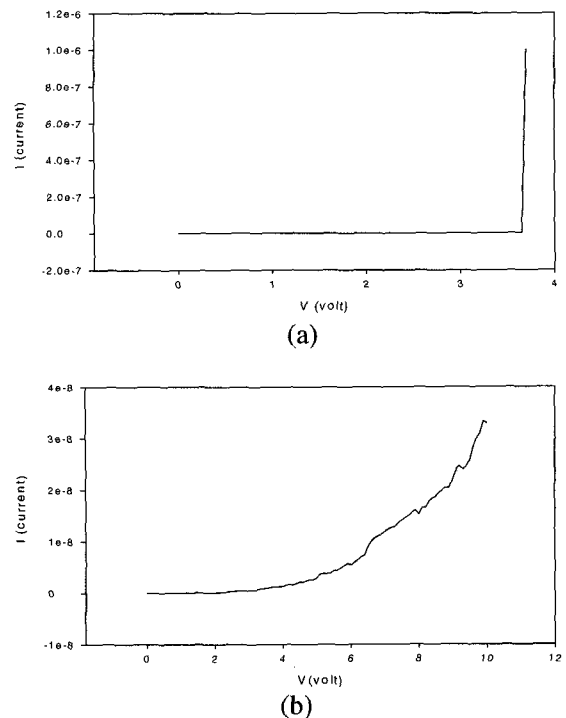 1.2e-6
1.0e-6
8.0e-7
6.0e-7
4.0e-7
2.0e-7
0.0
-2.0e-7
I (current)
0 1 2 3 4
V (volt)
(a)
4e-8
3e-8
2e-8
1e-8
0
-1e-8
I (current)
0 2 4 6 8 10 12
V (volt)
(b)